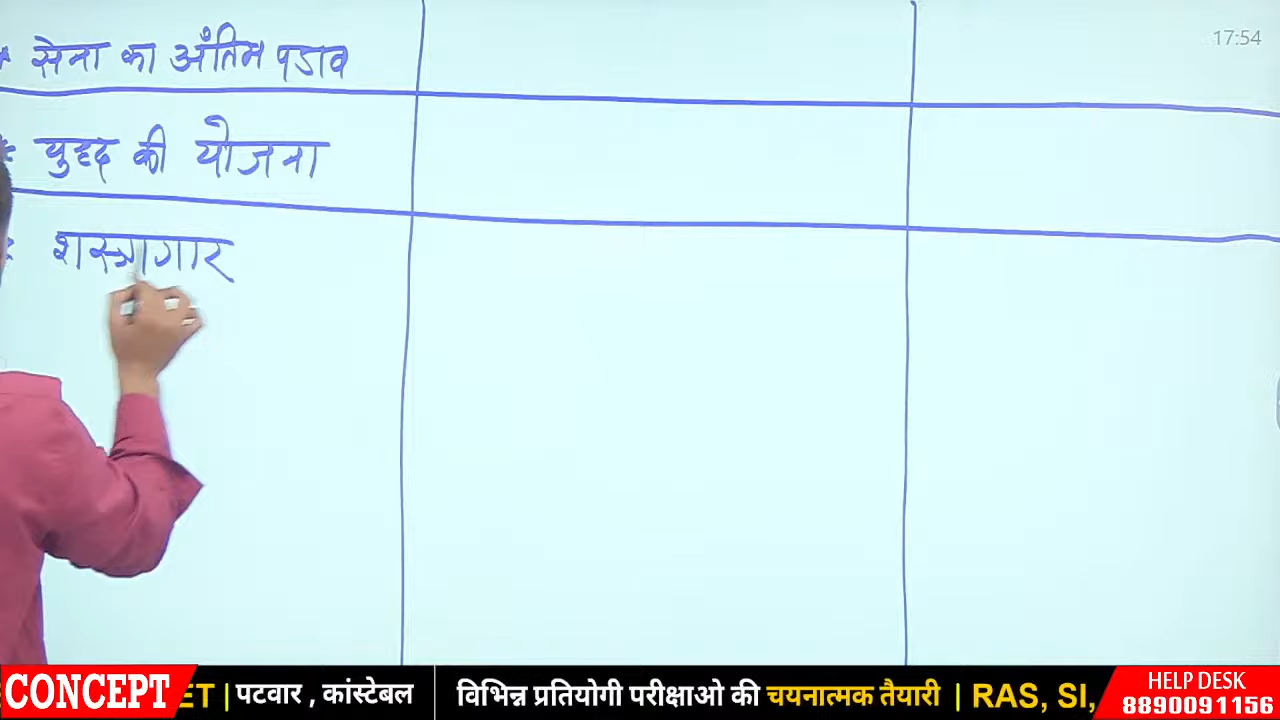 17:54
* सेना का अंतिम पडाव
* युद्द की योजना
* शस्त्रागार
CONCEPT
ET | पटवार , कांस्टेबल
विभिन्न प्रतियोगी परीक्षाओ की चयनात्मक तैयारी | RAS, SI,
HELP DESK
8890091156